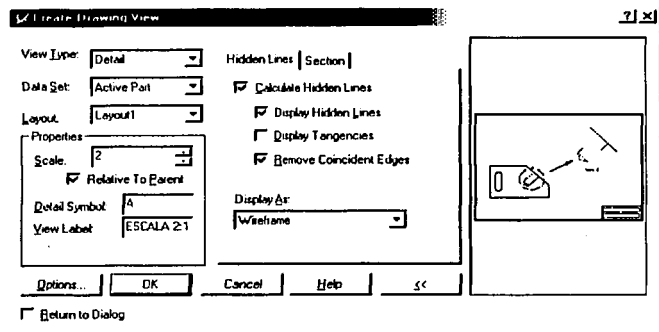 Create Drawing View
View Type: Detail
Data Set: Active Part
Layout: Layout1
Properties
Scale: 2
Relative To Parent
Detail Symbol: A
View Label: ESCALA 2:1
Hidden Lines Section
Calculate Hidden Lines
Display Hidden Lines
Display Tangencies
Remove Coincident Edges
Display As:
Wireframe
Options... OK Cancel Help <<
Return to Dialog